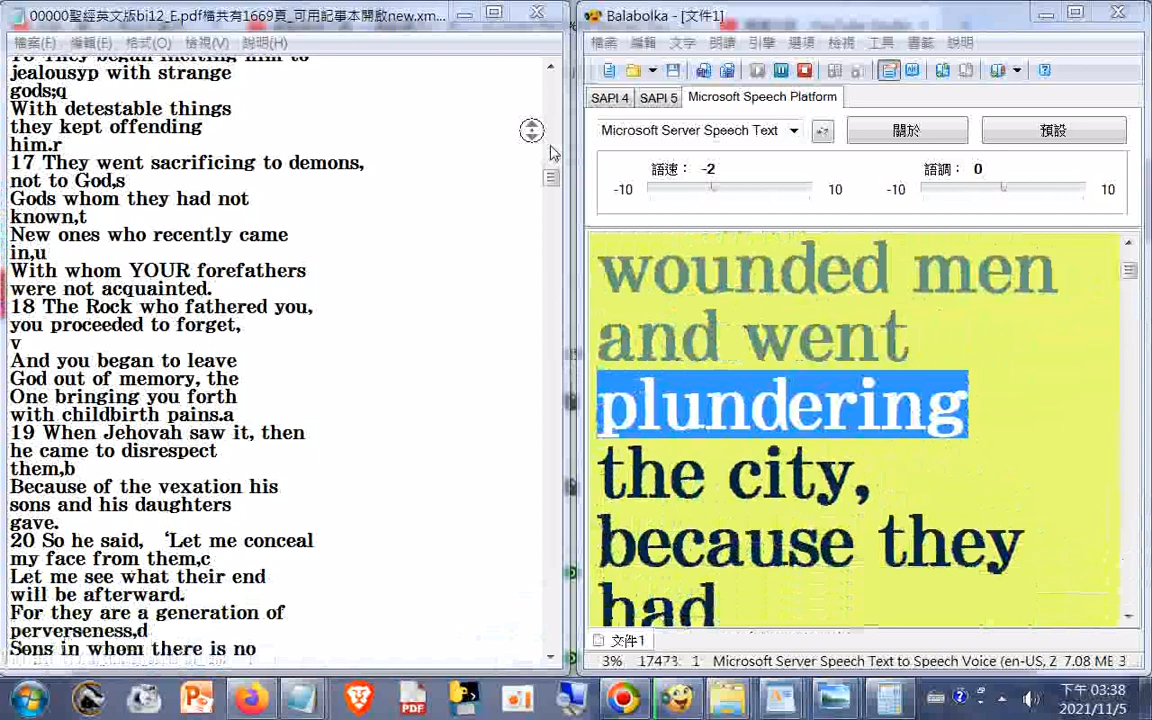 00000聖經英文版bi12_E.pdf檔共有1669頁_可用記事本開啟new.xm...
檔案(F) 編輯(E) 格式(O) 檢視(V) 說明(H)
jealousyp with strange
gods;q
With detestable things
they kept offending
him.r
17 They went sacrificing to demons,
not to God,s
Gods whom they had not
known,t
New ones who recently came
in,u
With whom YOUR forefathers
were not acquainted.
18 The Rock who fathered you,
you proceeded to forget,
v
And you began to leave
God out of memory, the
One bringing you forth
with childbirth pains.a
19 When Jehovah saw it, then
he came to disrespect
them,b
Because of the vexation his
sons and his daughters
gave.
20 So he said, ‘Let me conceal
my face from them,c
Let me see what their end
will be afterward.
For they are a generation of
perverseness,d
Sons in whom there is no
Balabolka - [文件1]
檔案 編輯 文字 朗讀 引擎 選項 檢視 工具 書籤 說明
SAPI 4 SAPI 5 Microsoft Speech Platform
Microsoft Server Speech Text 關於 預設
語速： -2 語調： 0
-10 10 -10 10
wounded men
and went
plundering
the city,
because they
had
文件1
3% 17473: 1 Microsoft Server Speech Text to Speech Voice (en-US, Z 7.08 ME 3
下午 03:38
2021/11/5